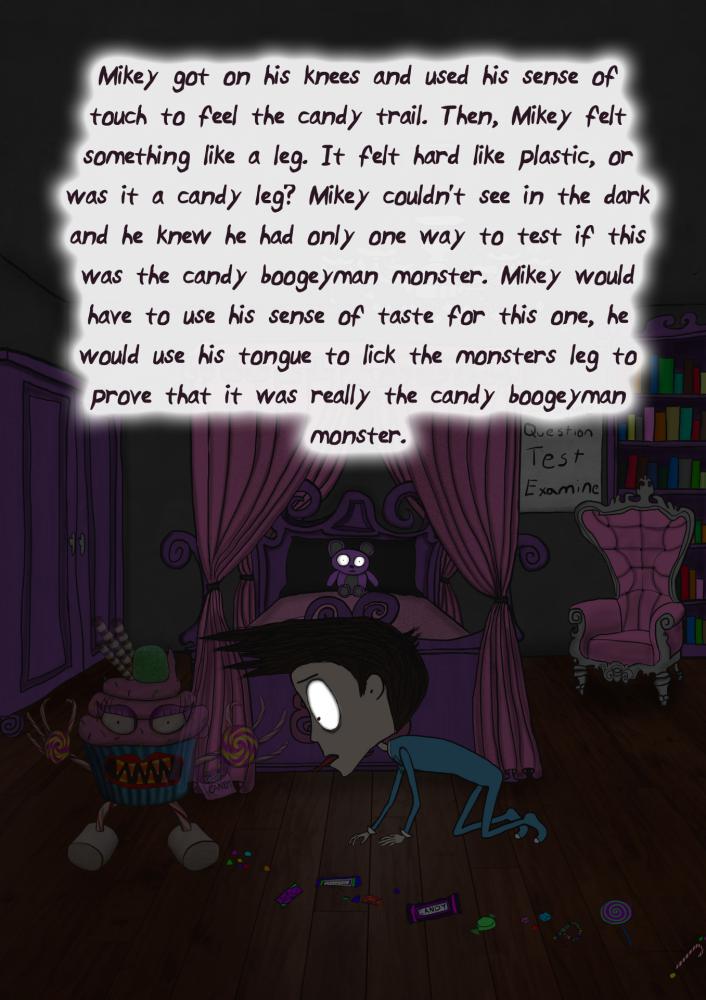 Mikey got on his knees and used his sense of
touch to feel the candy trail. Then, Mikey felt
something like a leg. It felt hard like plastic, or
was it a candy leg? Mikey couldn't see in the dark
and he knew he had only one way to test if this
was the candy boogeyman monster. Mikey would
have to use his sense of taste for this one, he
would use his tongue to lick the monsters leg to
prove that it was really the candy boogeyman
monster.
Question
Test
Examine
CANDY
CANDY